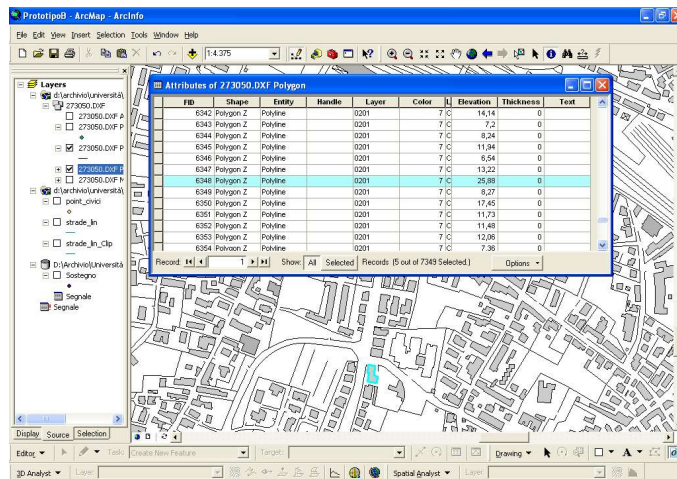 PrototipoB - ArcMap - ArcInfo
File Edit View Insert Selection Tools Window Help
1:4.375
Layers
d:\archivio\università\
273050.DXF
273050.DXF A
273050.DXF P
273050.DXF P
273050.DXF P
273050.DXF M
d:\archivio\università\
point_civici
strade_lin
strade_lin_Clip
D:\Archivio\Università
Sostegno
Segnale
Segnale
Display Source Selection
Attributes of 273050.DXF Polygon
FID Shape Entity Handle Layer Color L Elevation Thickness Text
6342 Polygon Z Polyline 0201 7 C 14,14 0
6343 Polygon Z Polyline 0201 7 C 7,2 0
6344 Polygon Z Polyline 0201 7 C 8,24 0
6345 Polygon Z Polyline 0201 7 C 11,94 0
6346 Polygon Z Polyline 0201 7 C 6,54 0
6347 Polygon Z Polyline 0201 7 C 13,22 0
6348 Polygon Z Polyline 0201 7 C 25,88 0
6349 Polygon Z Polyline 0201 7 C 8,27 0
6350 Polygon Z Polyline 0201 7 C 17,45 0
6351 Polygon Z Polyline 0201 7 C 11,73 0
6352 Polygon Z Polyline 0201 7 C 11,48 0
6353 Polygon Z Polyline 0201 7 C 12,06 0
6354 Polygon Z Polyline 0201 7 C 7,36 0
Record: 1 Show: All Selected Records (5 out of 7349 Selected.) Options
Editor Task: Create New Feature Target: Drawing A
3D Analyst Layer: Spatial Analyst Layer: